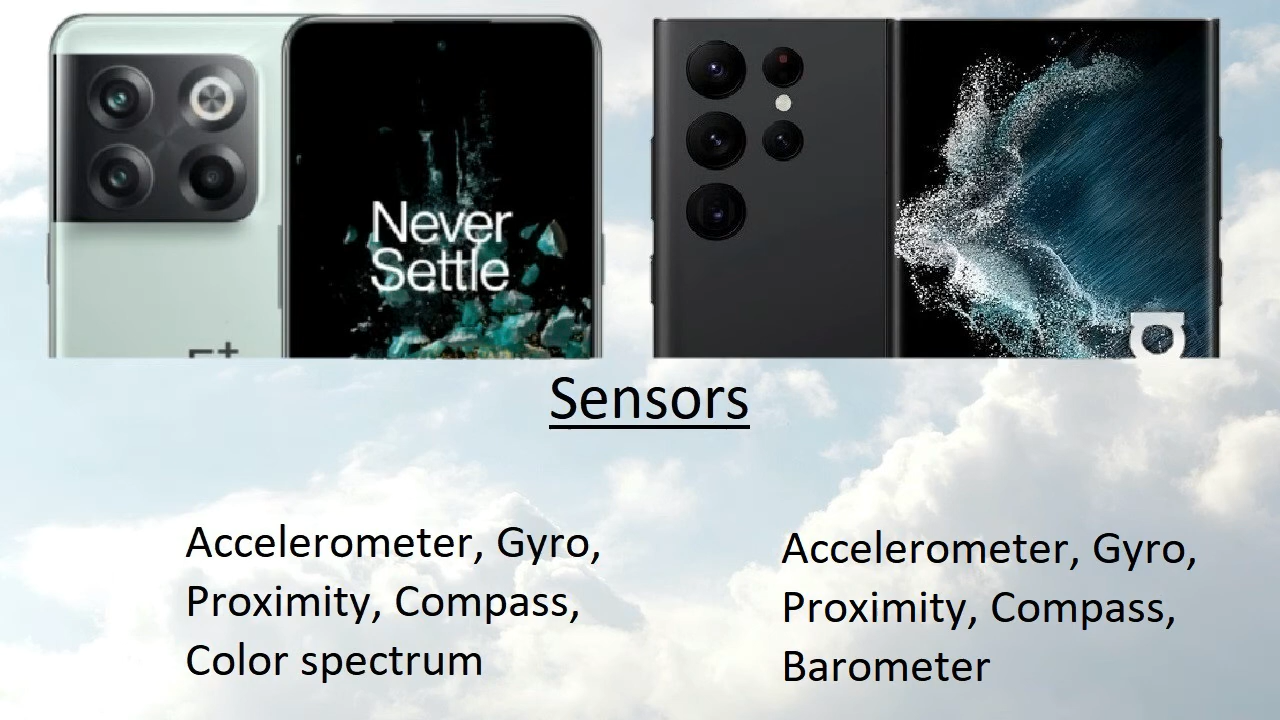 Never
Settle
Sensors
Accelerometer, Gyro,
Proximity, Compass,
Color spectrum
Accelerometer, Gyro,
Proximity, Compass,
Barometer